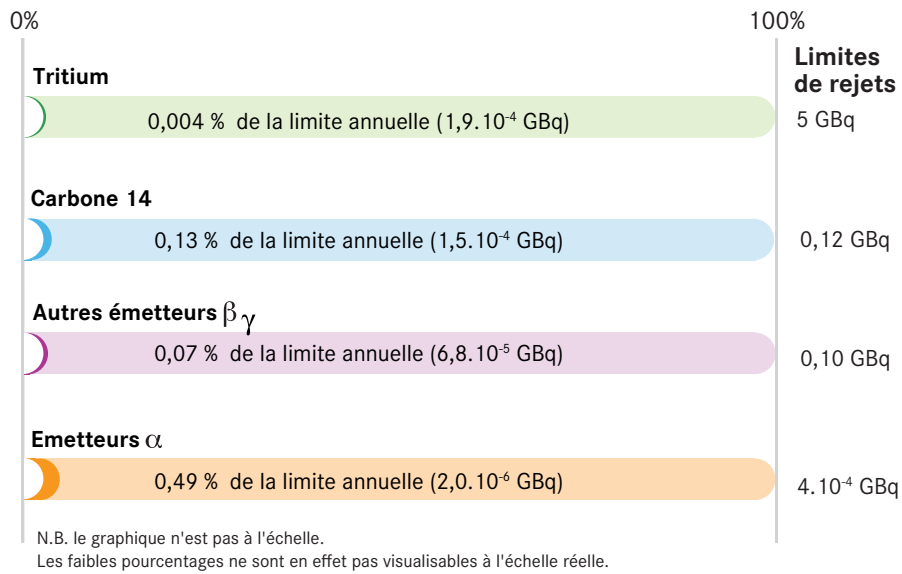 0%
100%
Limites
de rejets
Tritium
0,004 % de la limite annuelle (1,9.10⁻⁴ GBq)
5 GBq
Carbone 14
0,13 % de la limite annuelle (1,5.10⁻⁴ GBq)
0,12 GBq
Autres émetteurs β γ
0,07 % de la limite annuelle (6,8.10⁻⁵ GBq)
0,10 GBq
Emetteurs α
0,49 % de la limite annuelle (2,0.10⁻⁶ GBq)
4.10⁻⁴ GBq
N.B. le graphique n'est pas à l'échelle.
Les faibles pourcentages ne sont en effet pas visualisables à l'échelle réelle.